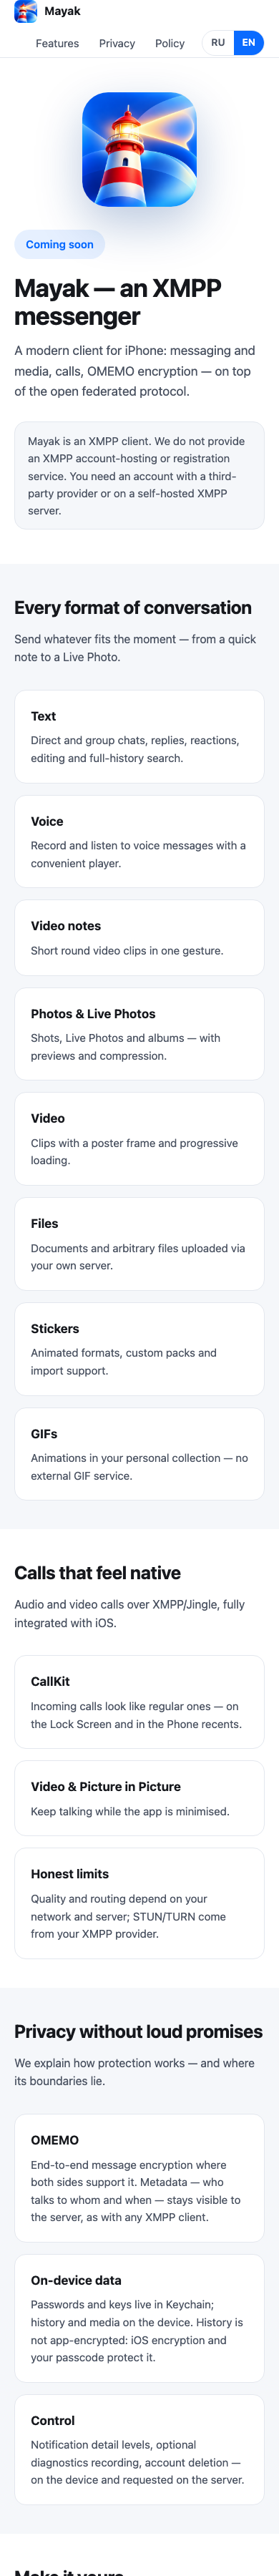 Mayak
Features Privacy Policy RU EN
Coming soon
Mayak — an XMPP
messenger
A modern client for iPhone: messaging and
media, calls, OMEMO encryption — on top
of the open federated protocol.
Mayak is an XMPP client. We do not provide
an XMPP account-hosting or registration
service. You need an account with a third-
party provider or on a self-hosted XMPP
server.
Every format of conversation
Send whatever fits the moment — from a quick
note to a Live Photo.
Text
Direct and group chats, replies, reactions,
editing and full-history search.
Voice
Record and listen to voice messages with a
convenient player.
Video notes
Short round video clips in one gesture.
Photos & Live Photos
Shots, Live Photos and albums — with
previews and compression.
Video
Clips with a poster frame and progressive
loading.
Files
Documents and arbitrary files uploaded via
your own server.
Stickers
Animated formats, custom packs and
import support.
GIFs
Animations in your personal collection — no
external GIF service.
Calls that feel native
Audio and video calls over XMPP/Jingle, fully
integrated with iOS.
CallKit
Incoming calls look like regular ones — on
the Lock Screen and in the Phone recents.
Video & Picture in Picture
Keep talking while the app is minimised.
Honest limits
Quality and routing depend on your
network and server; STUN/TURN come
from your XMPP provider.
Privacy without loud promises
We explain how protection works — and where
its boundaries lie.
OMEMO
End-to-end message encryption where
both sides support it. Metadata — who
talks to whom and when — stays visible to
the server, as with any XMPP client.
On-device data
Passwords and keys live in Keychain;
history and media on the device. History is
not app-encrypted: iOS encryption and
your passcode protect it.
Control
Notification detail levels, optional
diagnostics recording, account deletion —
on the device and requested on the server.